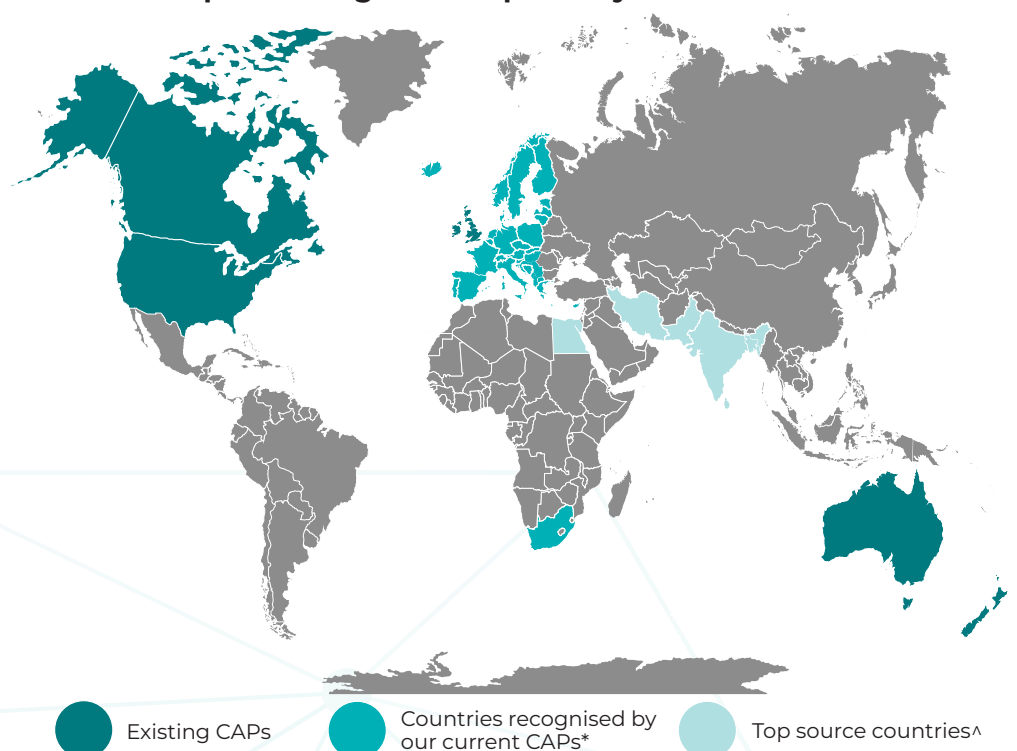 Existing CAPs
Countries recognised by
our current CAPs*
Top source countries^